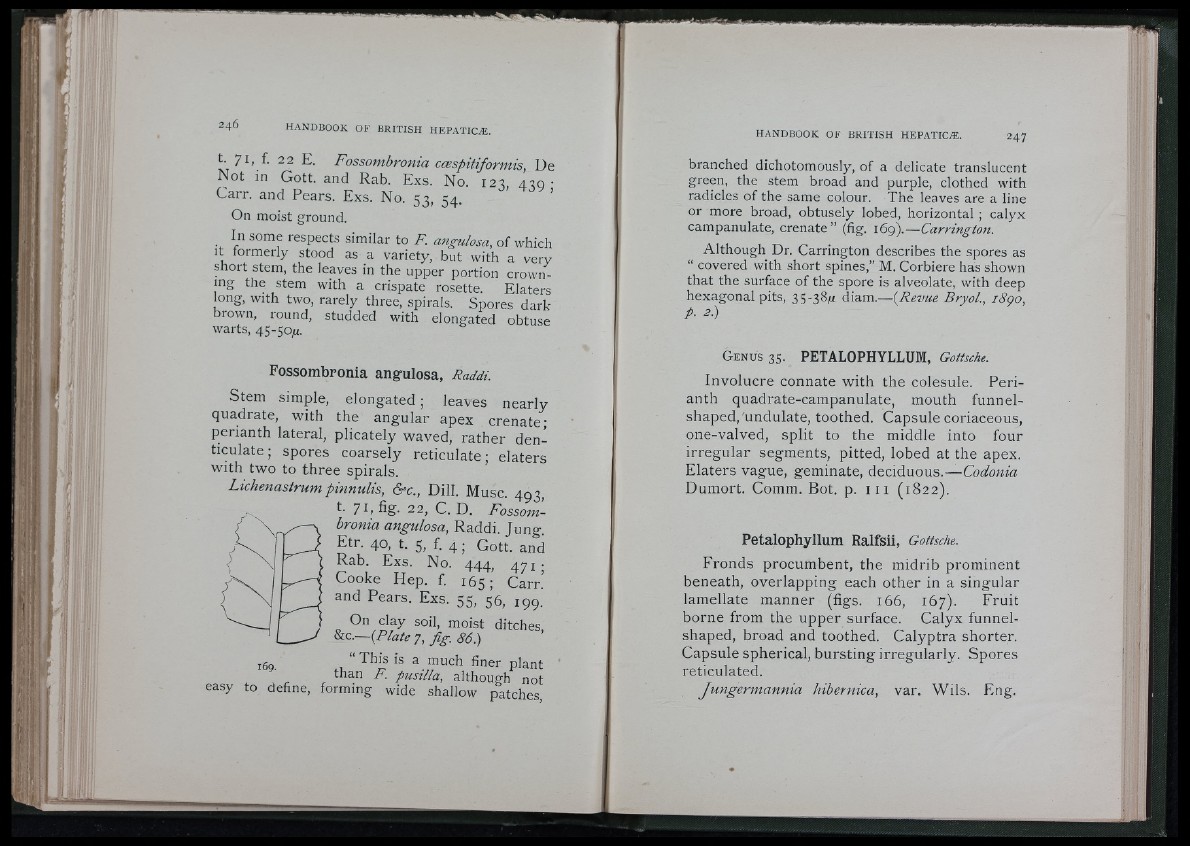 246 HANDBOOK OF BRITISH HEPATICÆ.
t. 71, f. 22 E. Fossombronia cæspitiformis, De
Not in Gott. and Rab. Exs. No. 123, 439;
Carr. and Pears. Exs. No. 53, 54.
On moist ground.
In some respects similar to F. angulosa, of which
it formerly stood as a variety, but with a very
short stem, the leaves in the upper portion crown-
ing the stem with a crispate rosette. Elaters
long, with two, rarely three, spirals. Spores dark
brown, round, studded with elongated obtuse
warts, 45-50μ.
Fossombronia angulosa, Raddi.
Stem simple, elongated; leaves nearly
quadrate, with the angular apex crenate;
perianth lateral, plicately waved, rather den-
ticulate; spores coarsely reticulate; elaters
with two to three spirals.
Lichenastrum pinnulis, &c., Dill. Musc. 493,
t. 71, fig. 22, C. D. Fossom-
bronia angulosa, Raddi. Jung.
Etr. 40, t. 5, f. 4; Gott. and
Rab. Exs. No. 444, 471;
Cooke Hep. f. 165; Carr.
and Pears. Exs. 55, 56, 199.
On clay soil, moist ditches,
&c.—(Plate 7, fig. 86.)
169.
“This is a much finer plant
than F. pusilla, although not
easy to define, forming wide shallow patches,
HANDBOOK OF BRITISH HEPATICÆ. 247
branched dichotomously, of a delicate translucent
green, the stem broad and purple, clothed with
radicles of the same colour. The leaves are a line
or more broad, obtusely lobed, horizontal; calyx
campanulate, crenate” (fig. 169).—Carrington.
Although Dr. Carrington describes the spores as
“covered with short spines,” M. Corbiere has shown
that the surface of the spore is alveolate, with deep
hexagonal pits, 35-38μ diam.—(Revue Bryol., 1890,
p. 2.)
GENUS 35. PETALOPHYLLUM, Gottsche.
Involucre connate with the colesule. Peri-
anth quadrate-campanulate, mouth funnel-
shaped, undulate, toothed. Capsule coriaceous,
one-valved, split to the middle into four
irregular segments, pitted, lobed at the apex.
Elaters vague, geminate, deciduous.—Codonia
Dumort. Comm. Bot. p. 111 (1822).
Petalophyllum Ralfsii, Gottsche.
Fronds procumbent, the midrib prominent
beneath, overlapping each other in a singular
lamellate manner (figs. 166, 167). Fruit
borne from the upper surface. Calyx funnel-
shaped, broad and toothed. Calyptra shorter.
Capsule spherical, bursting irregularly. Spores
reticulated.
Jungermannia hibernica, var. Wils. Eng.